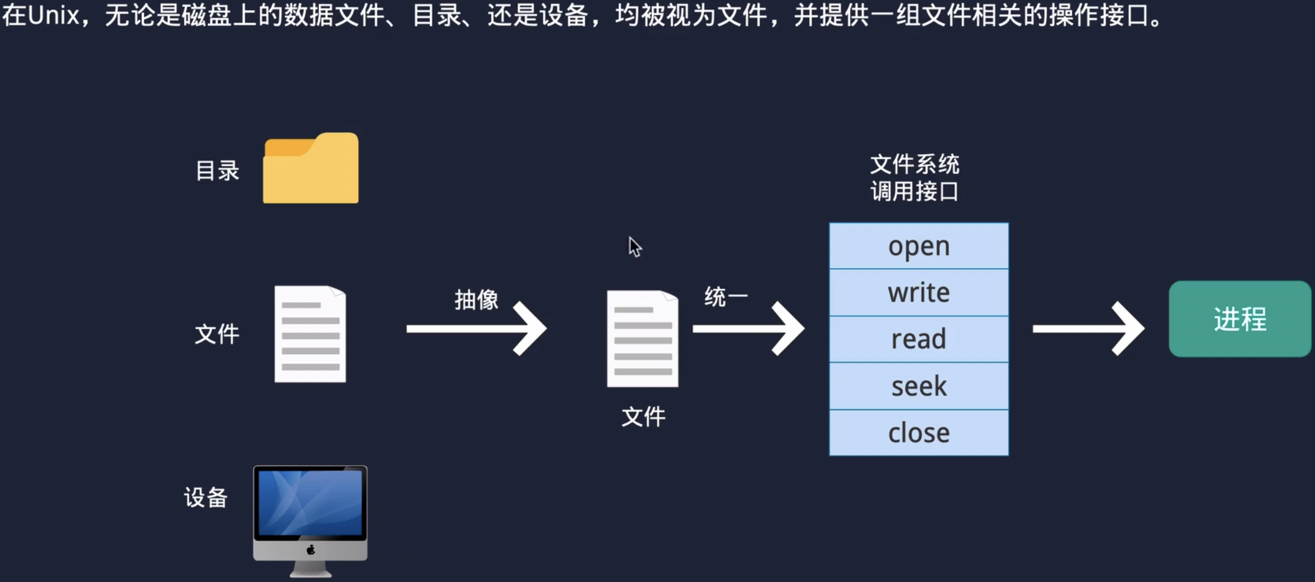 在Unix，无论是磁盘上的数据文件、目录、还是设备，均被视为文件，并提供一组文件相关的操作接口。
目录
文件
设备
抽像
文件
统一
文件系统
调用接口
open
write
read
seek
close
进程